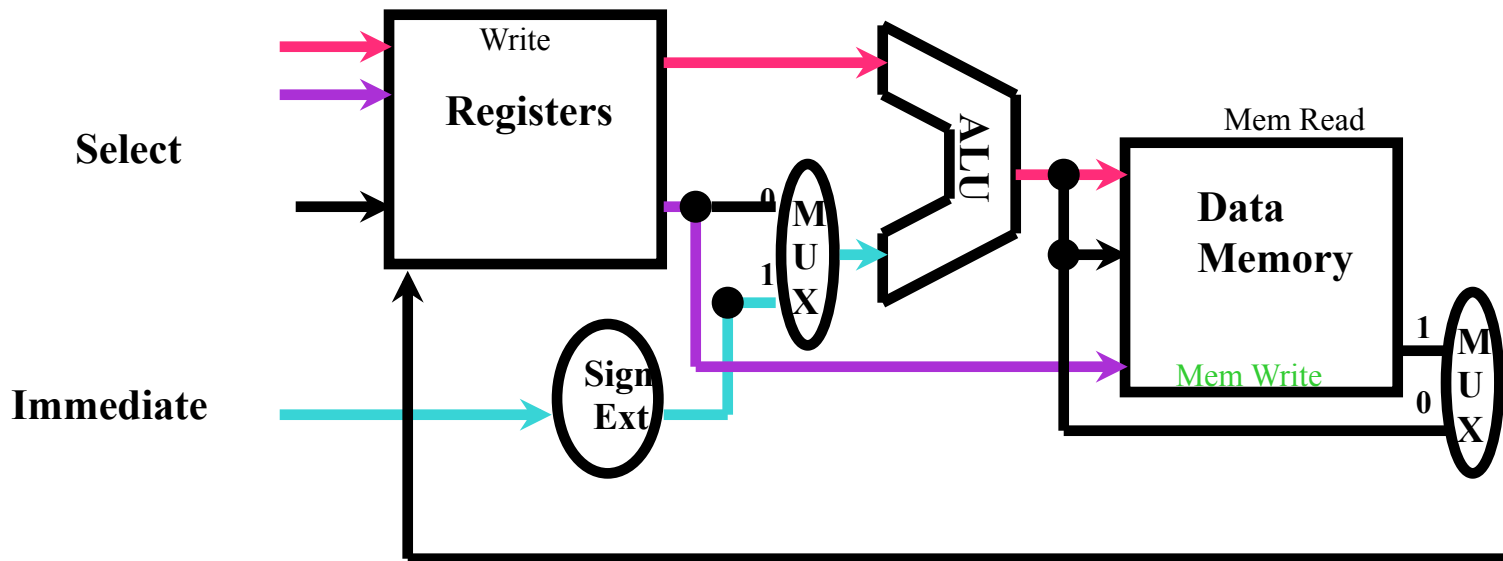 Write
Registers
Select
Mem Read
ALU
0
M
U
X
1
Data
Memory
1
M
U
X
0
Mem Write
Sign
Ext
Immediate